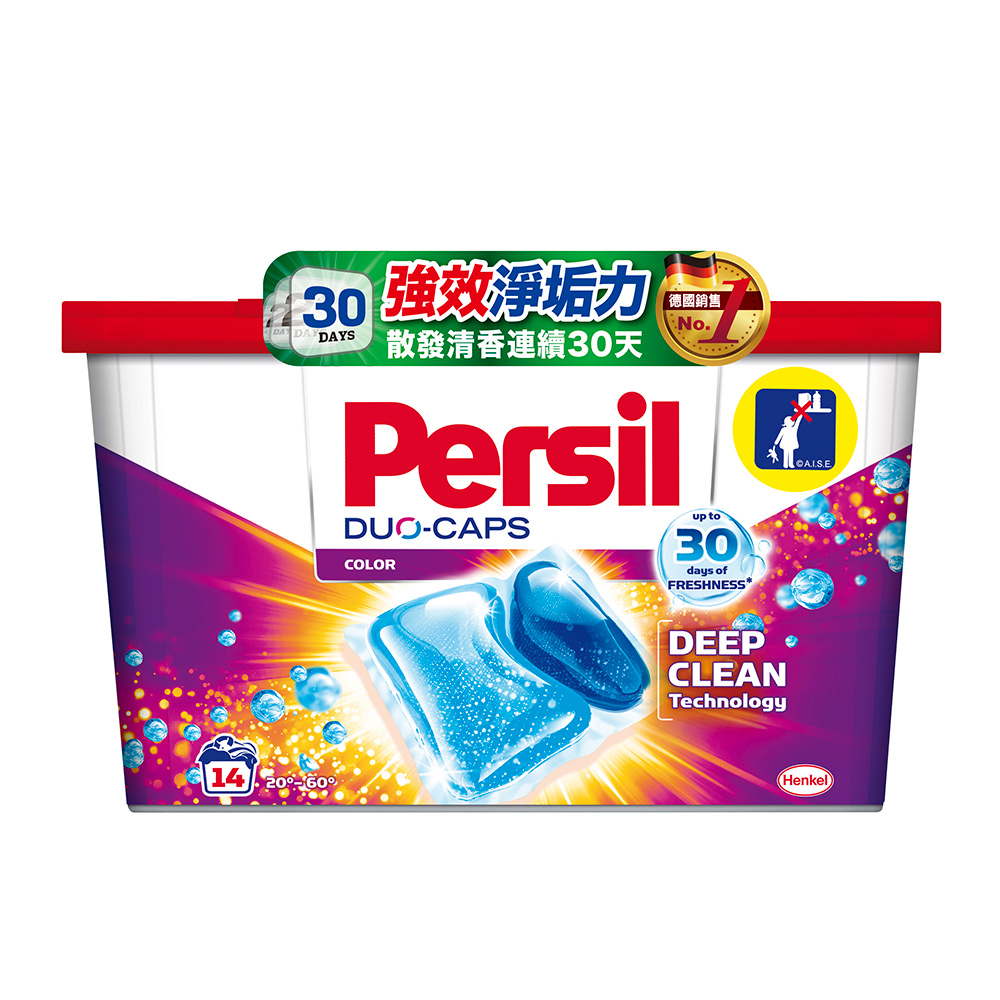 30
DAYS
強效淨垢力
散發清香連續30天
德國銷售
No.1
Persil
DUO-CAPS
COLOR
©A.I.S.E.
up to
30
days of
FRESHNESS*
DEEP
CLEAN
Technology
14
20°-60°
Henkel